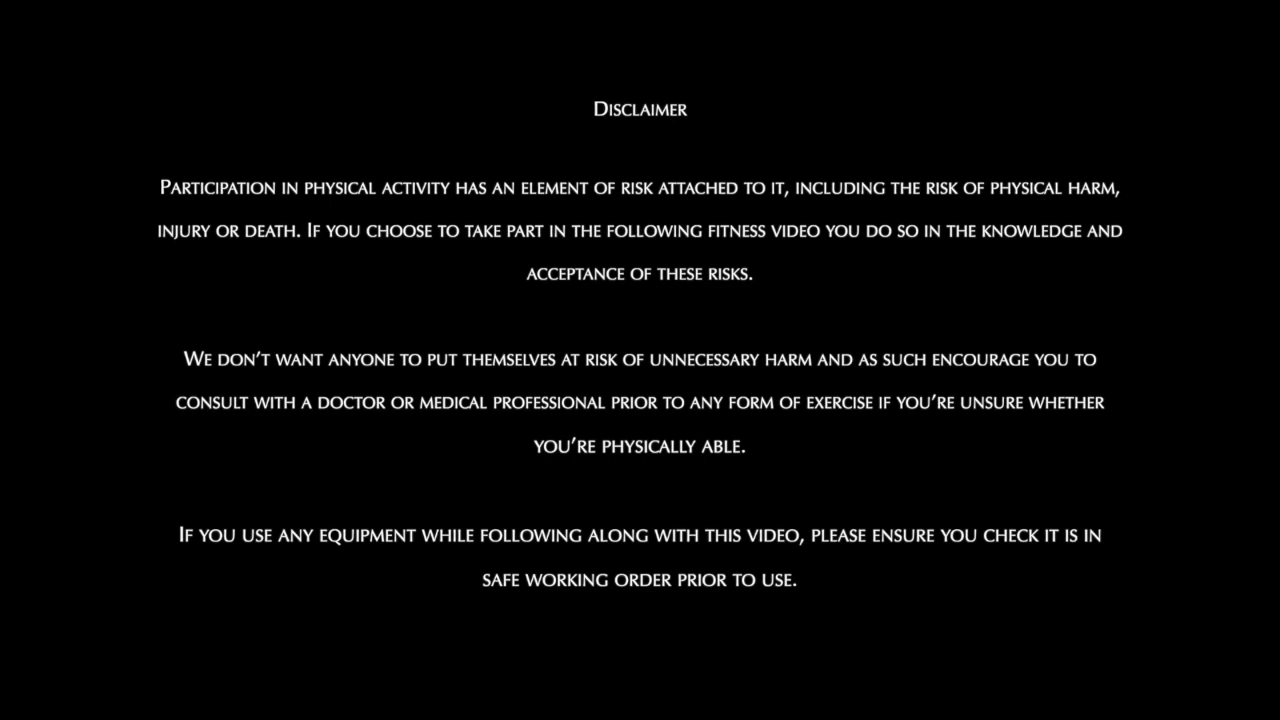 Disclaimer
Participation in physical activity has an element of risk attached to it, including the risk of physical harm,
injury or death. If you choose to take part in the following fitness video you do so in the knowledge and
acceptance of these risks.
We don't want anyone to put themselves at risk of unnecessary harm and as such encourage you to
consult with a doctor or medical professional prior to any form of exercise if you're unsure whether
you're physically able.
If you use any equipment while following along with this video, please ensure you check it is in
safe working order prior to use.